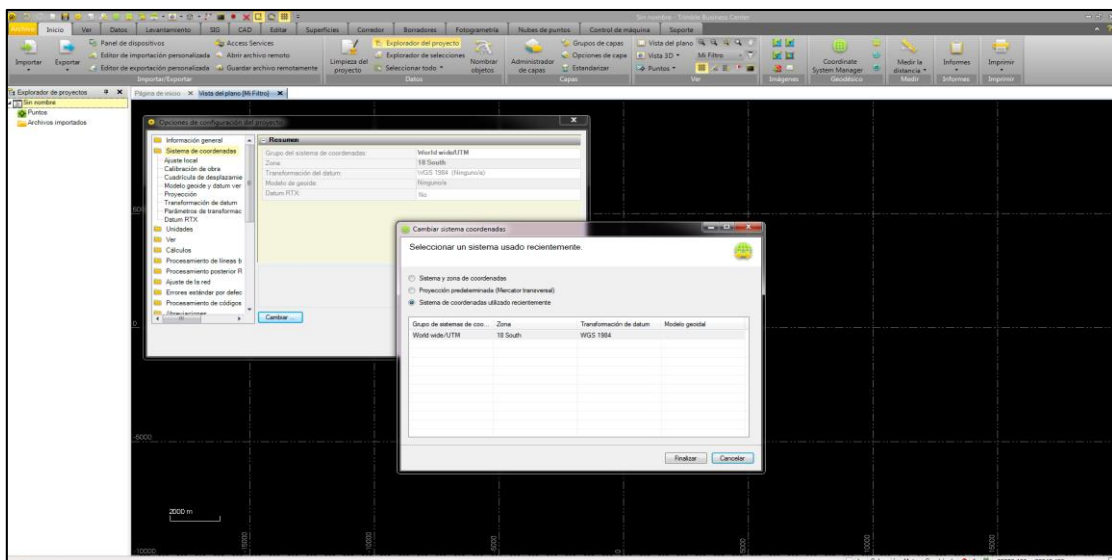 Sin nombre - Trimble Business Center
Archivo Inicio Ver Datos Levantamiento SIG CAD Editar Superficies Corredor Borradores Fotogrametría Nubes de puntos Control de máquina Soporte
Importar
Exportar
Panel de dispositivos
Editor de importación personalizada
Editor de exportación personalizada
Access Services
Abrir archivo remoto
Guardar archivo remotamente
Importar/Exportar
Limpieza del proyecto
Explorador del proyecto
Explorador de selecciones
Seleccionar todo
Nombrar objetos
Datos
Administrador de capas
Grupos de capas
Opciones de capa
Estandarizar
Capas
Vista del plano
Vista 3D
Mi Filtro
Puntos
Ver
Imágenes
Coordinate System Manager
Geodésico
Medir la distancia
Medir
Informes
Informes
Imprimir
Imprimir
Explorador de proyectos
Página de inicio
Vista del plano [Mi Filtro]
Sin nombre
Puntos
Archivos importados
Opciones de configuración del proyecto
Información general
Sistema de coordenadas
Ajuste local
Calibración de obra
Cuadrícula de desplazamie
Modelo geoide y datum ver
Proyección
Transformación de datum
Parámetros de transformac
Datum RTX
Unidades
Ver
Cálculos
Procesamiento de líneas b
Procesamiento posterior R
Ajuste de la red
Errores estándar por defec
Procesamiento de códigos
Abreviaciones
Resumen
Grupo del sistema de coordenadas: World wide/UTM
Zona: 18 South
Transformación del datum: WGS 1984 (Ninguno/a)
Modelo de geoide: Ninguno/a
Datum RTX: No
Cambiar ...
Cambiar sistema coordenadas
Seleccionar un sistema usado recientemente.
Sistema y zona de coordenadas
Proyección predeterminada (Mercator transversal)
Sistema de coordenadas utilizado recientemente
Grupo de sistemas de coo... Zona Transformación de datum Modelo geoidal
World wide/UTM 18 South WGS 1984
Finalizar Cancelar
0
-5000
2000 m
-10000
-15000 -10000 -5000 0 5000 10000 15000